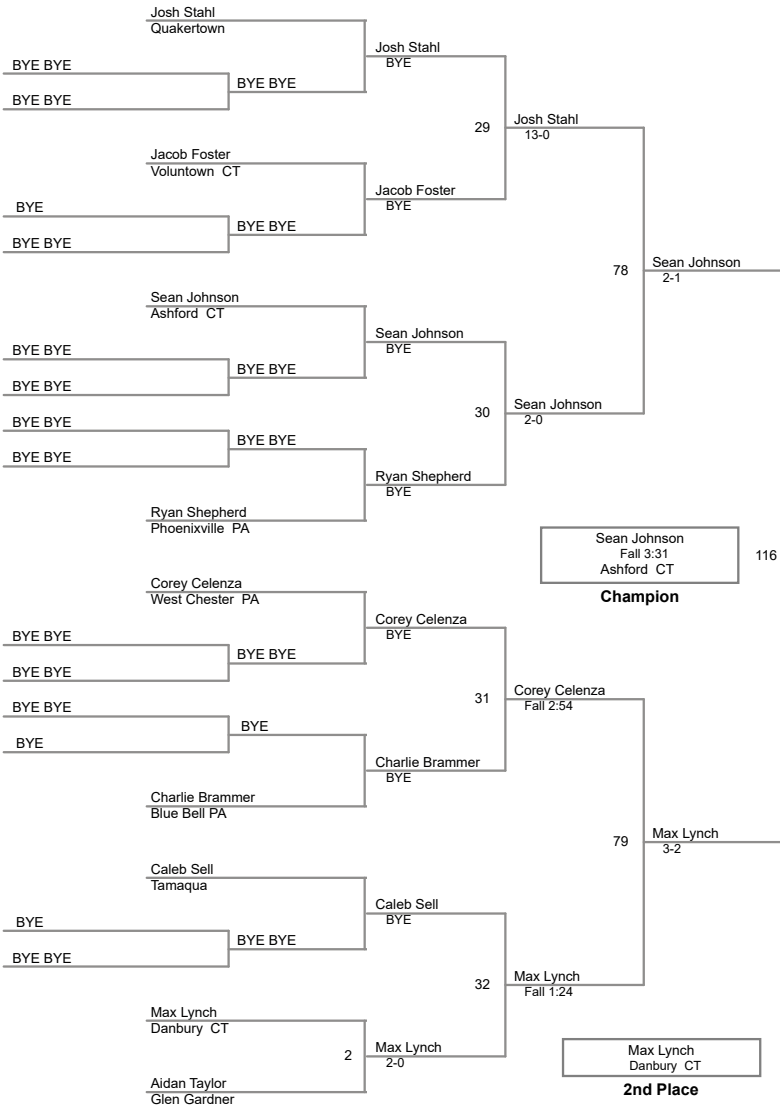 Josh Stahl
Quakertown
Josh Stahl
BYE
BYE BYE
BYE BYE
BYE BYE
29
Josh Stahl
13-0
Jacob Foster
Voluntown CT
Jacob Foster
BYE
BYE
BYE BYE
BYE BYE
78
Sean Johnson
2-1
Sean Johnson
Ashford CT
Sean Johnson
BYE
BYE BYE
BYE BYE
BYE BYE
30
Sean Johnson
2-0
BYE BYE
BYE BYE
BYE BYE
Ryan Shepherd
BYE
Ryan Shepherd
Phoenixville PA
Sean Johnson
Fall 3:31
Ashford CT
116
Champion
Corey Celenza
West Chester PA
Corey Celenza
BYE
BYE BYE
BYE BYE
BYE BYE
31
Corey Celenza
Fall 2:54
BYE BYE
BYE
BYE
Charlie Brammer
BYE
Charlie Brammer
Blue Bell PA
79
Max Lynch
3-2
Caleb Sell
Tamaqua
Caleb Sell
BYE
BYE
BYE BYE
BYE BYE
32
Max Lynch
Fall 1:24
Max Lynch
Danbury CT
2
Max Lynch
2-0
Aidan Taylor
Glen Gardner
Max Lynch
Danbury CT
2nd Place